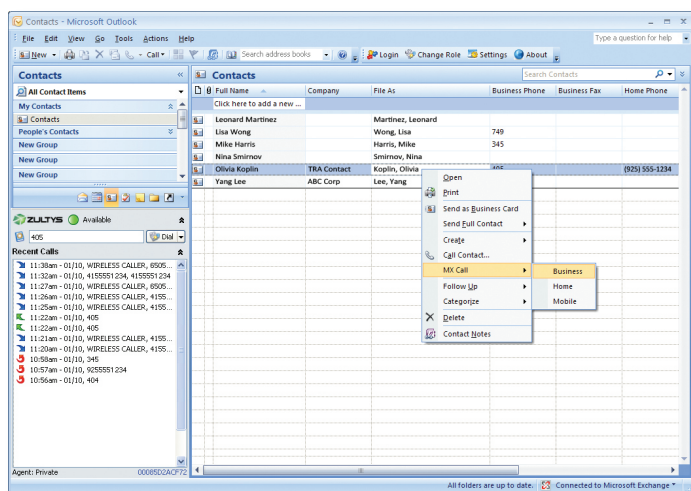 Contacts - Microsoft Outlook
File Edit View Go Tools Actions Help
Type a question for help
New Call Search address books Login Change Role Settings About
Contacts
All Contact Items
My Contacts
Contacts
People's Contacts
New Group
New Group
New Group
ZULTYS Available
405 Dial
Recent Calls
11:38am - 01/10, WIRELESS CALLER, 6505...
11:32am - 01/10, 4155551234, 4155551234
11:27am - 01/10, WIRELESS CALLER, 6505...
11:26am - 01/10, WIRELESS CALLER, 4155...
11:25am - 01/10, WIRELESS CALLER, 4155...
11:22am - 01/10, 405
11:22am - 01/10, 405
11:21am - 01/10, WIRELESS CALLER, 4155...
11:20am - 01/10, WIRELESS CALLER, 4155...
10:58am - 01/10, 345
10:57am - 01/10, 9255551234
10:56am - 01/10, 404
Agent: Private 00085D2ACF72
Contacts Search Contacts
Full Name Company File As Business Phone Business Fax Home Phone
Click here to add a new ...
Leonard Martinez Martinez, Leonard
Lisa Wong Wong, Lisa 749
Mike Harris Harris, Mike 345
Nina Smirnov Smirnov, Nina
Olivia Koplin TRA Contact Koplin, Olivia 405 (925) 555-1234
Yang Lee ABC Corp Lee, Yang
Open
Print
Send as Business Card
Send Full Contact
Create
Call Contact...
MX Call
Follow Up
Categorize
Delete
Contact Notes
Business
Home
Mobile
All folders are up to date. Connected to Microsoft Exchange